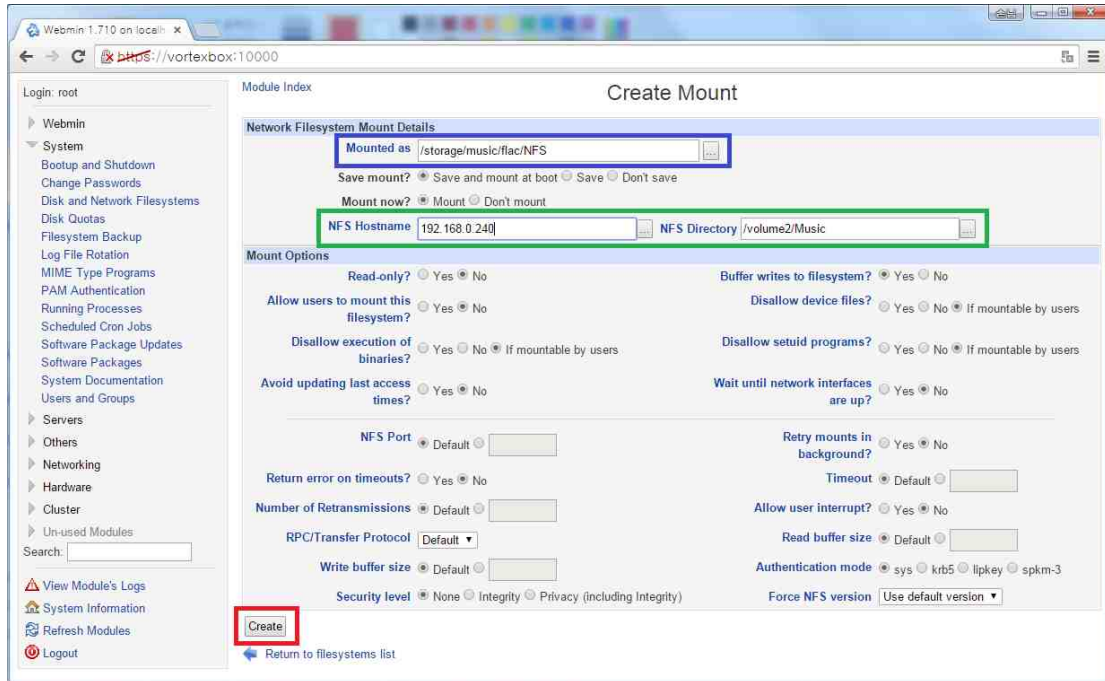 Webmin 1.710 on localh
https://vortexbox:10000
Login: root
Webmin
System
Bootup and Shutdown
Change Passwords
Disk and Network Filesystems
Disk Quotas
Filesystem Backup
Log File Rotation
MIME Type Programs
PAM Authentication
Running Processes
Scheduled Cron Jobs
Software Package Updates
Software Packages
System Documentation
Users and Groups
Servers
Others
Networking
Hardware
Cluster
Un-used Modules
Search:
View Module's Logs
System Information
Refresh Modules
Logout
Module Index
Create Mount
Network Filesystem Mount Details
Mounted as /storage/music/flac/NFS ...
Save mount? Save and mount at boot Save Don't save
Mount now? Mount Don't mount
NFS Hostname 192.168.0.240 ... NFS Directory /volume2/Music ...
Mount Options
Read-only? Yes No Buffer writes to filesystem? Yes No
Allow users to mount this filesystem? Yes No Disallow device files? Yes No If mountable by users
Disallow execution of binaries? Yes No If mountable by users Disallow setuid programs? Yes No If mountable by users
Avoid updating last access times? Yes No Wait until network interfaces are up? Yes No
NFS Port Default Retry mounts in background? Yes No
Return error on timeouts? Yes No Timeout Default
Number of Retransmissions Default Allow user interrupt? Yes No
RPC/Transfer Protocol Default Read buffer size Default
Write buffer size Default Authentication mode sys krb5 lipkey spkm-3
Security level None Integrity Privacy (including Integrity) Force NFS version Use default version
Create
Return to filesystems list